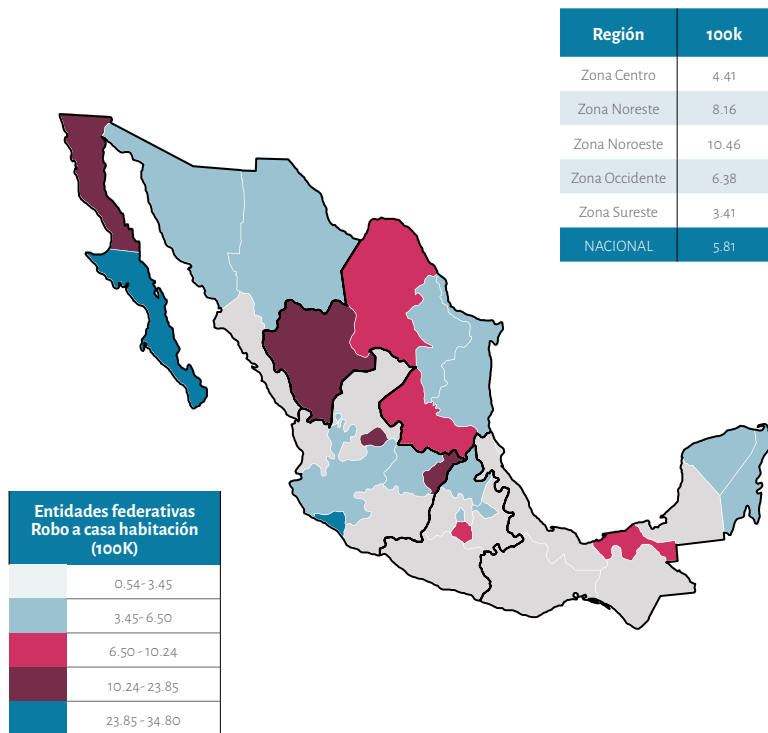 Región 100k
Zona Centro 4.41
Zona Noreste 8.16
Zona Noroeste 10.46
Zona Occidente 6.38
Zona Sureste 3.41
NACIONAL 5.81
Entidades federativas
Robo a casa habitación
(100K)
0.54-3.45
3.45-6.50
6.50-10.24
10.24-23.85
23.85-34.80